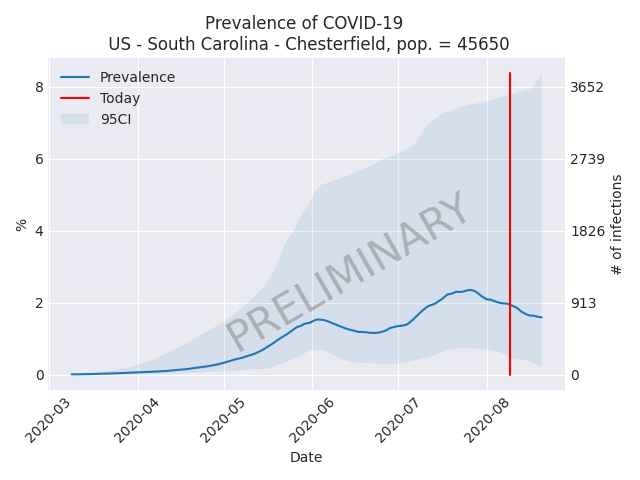 Prevalence of COVID-19
US - South Carolina - Chesterfield, pop. = 45650
Prevalence
Today
95CI
8
6
4
2
0
%
3652
2739
1826
913
0
# of infections
PRELIMINARY
2020-03
2020-04
2020-05
2020-06
2020-07
2020-08
Date